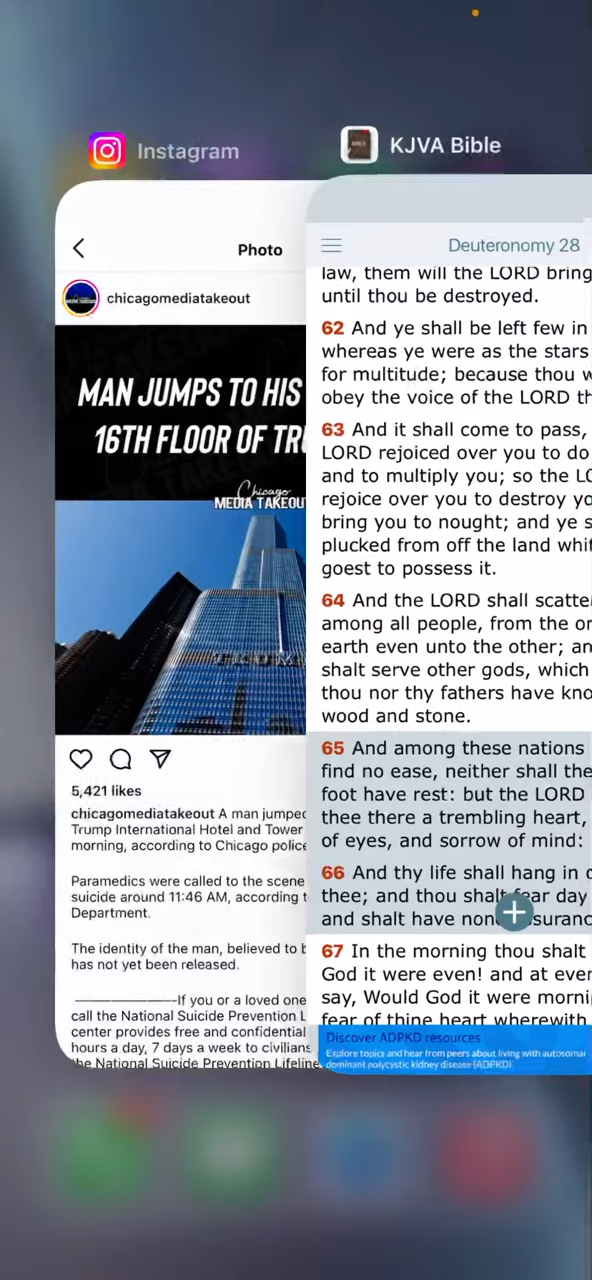 Instagram
KJVA Bible
Photo
chicagomediatakeout
MAN JUMPS TO HIS
16TH FLOOR OF
Chicago
MEDIA TAKEOUT
TRUMP
5,421 likes
chicagomediatakeout A man jumped
Trump International Hotel and Tower
morning, according to Chicago police
Paramedics were called to the scene
suicide around 11:46 AM, according
Department.
The identity of the man, believed to
has not yet been released.
————————-If you or a loved one
call the National Suicide Prevention L
center provides free and confidential
hours a day, 7 days a week to civilians
the National Suicide Prevention Lifeline
Deuteronomy 28
law, them will the LORD bring
until thou be destroyed.
62 And ye shall be left few in
whereas ye were as the stars
for multitude; because thou w
obey the voice of the LORD th
63 And it shall come to pass,
LORD rejoiced over you to do
and to multiply you; so the LO
rejoice over you to destroy yo
bring you to nought; and ye s
plucked from off the land whit
goest to possess it.
64 And the LORD shall scatte
among all people, from the
earth even unto the other; an
shalt serve other gods, which
thou nor thy fathers have kno
wood and stone.
65 And among these nations
find no ease, neither shall the
foot have rest: but the LORD
thee there a trembling heart,
of eyes, and sorrow of mind:
66 And thy life shall hang in
thee; and thou shalt fear day
and shalt have none
67 In the morning thou shalt
God it were even! and at even
say, Would God it were morni
fear of thine heart wherewith
Discover ADPKD resources
Explore topics and hear from peers about living with autosomal
dominant polycystic kidney disease (ADPKD)